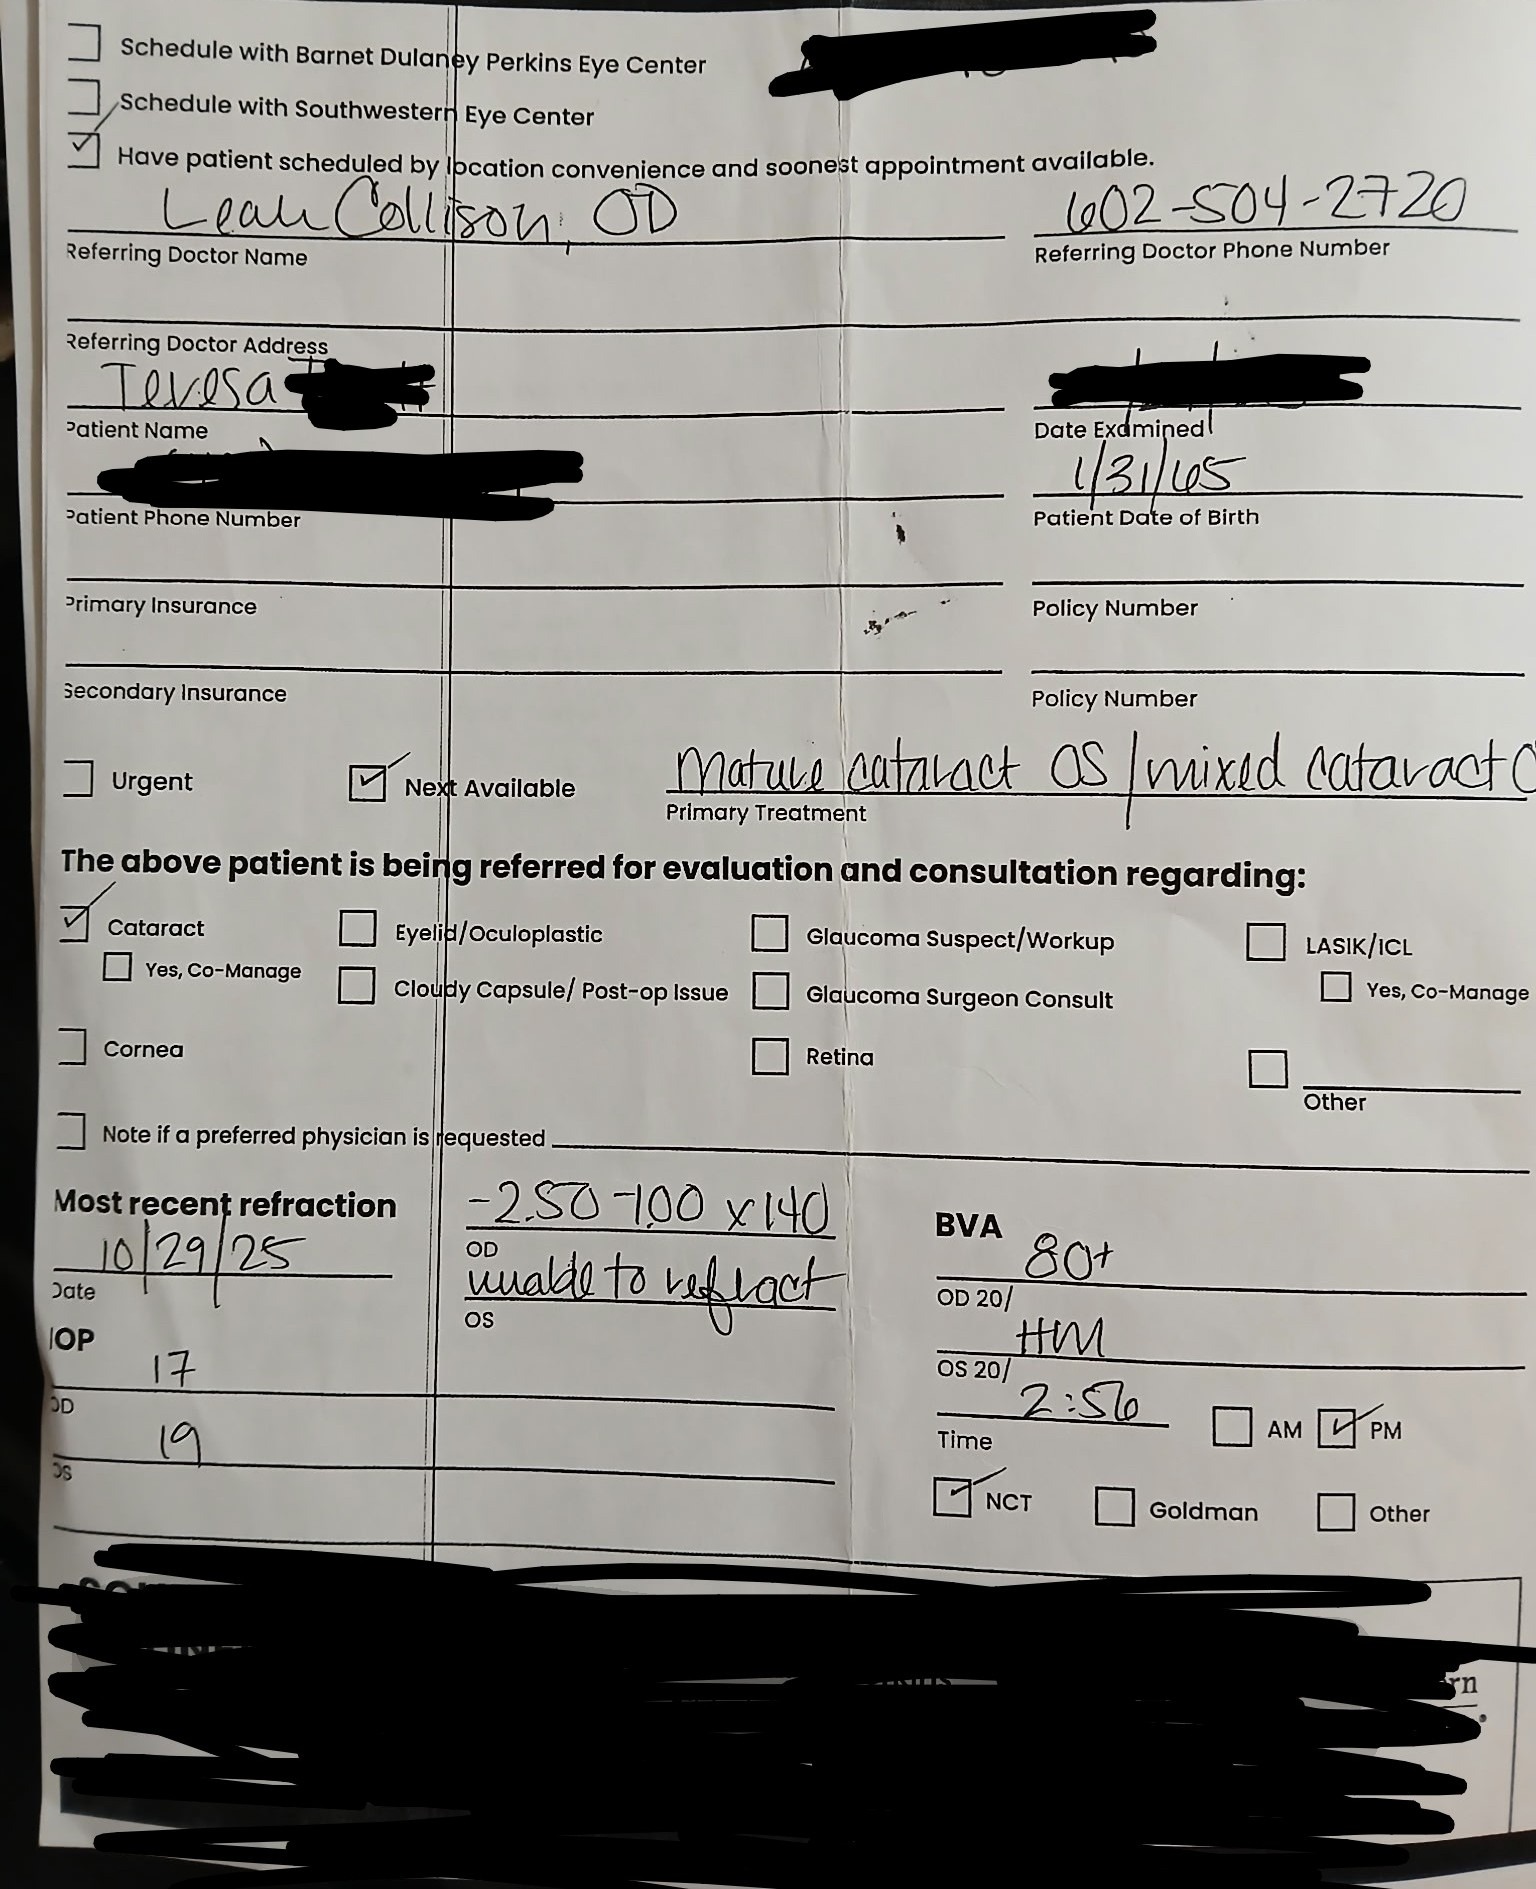 Schedule with Barnet Dulaney Perkins Eye Center
Schedule with Southwestern Eye Center
Have patient scheduled by location convenience and soonest appointment available.
Leah Collison, OD 602-504-2720
Referring Doctor Name Referring Doctor Phone Number
Referring Doctor Address
Teresa
Patient Name Date Examined
1/31/65
Patient Phone Number Patient Date of Birth
Primary Insurance Policy Number
Secondary Insurance Policy Number
Urgent Next Available Mature cataract OS / mixed cataract O
Primary Treatment
The above patient is being referred for evaluation and consultation regarding:
Cataract Eyelid/Oculoplastic Glaucoma Suspect/Workup LASIK/ICL
Yes, Co-Manage Cloudy Capsule/ Post-op Issue Glaucoma Surgeon Consult Yes, Co-Manage
Cornea Retina
Other
Note if a preferred physician is requested
Most recent refraction -2.50 -1.00 x 140 BVA
10/29/25 OD 80+
Date unable to refract OD 20/
OS HM
IOP OS 20/
17 2:56 AM PM
OD Time
19 NCT Goldman Other
OS
rn